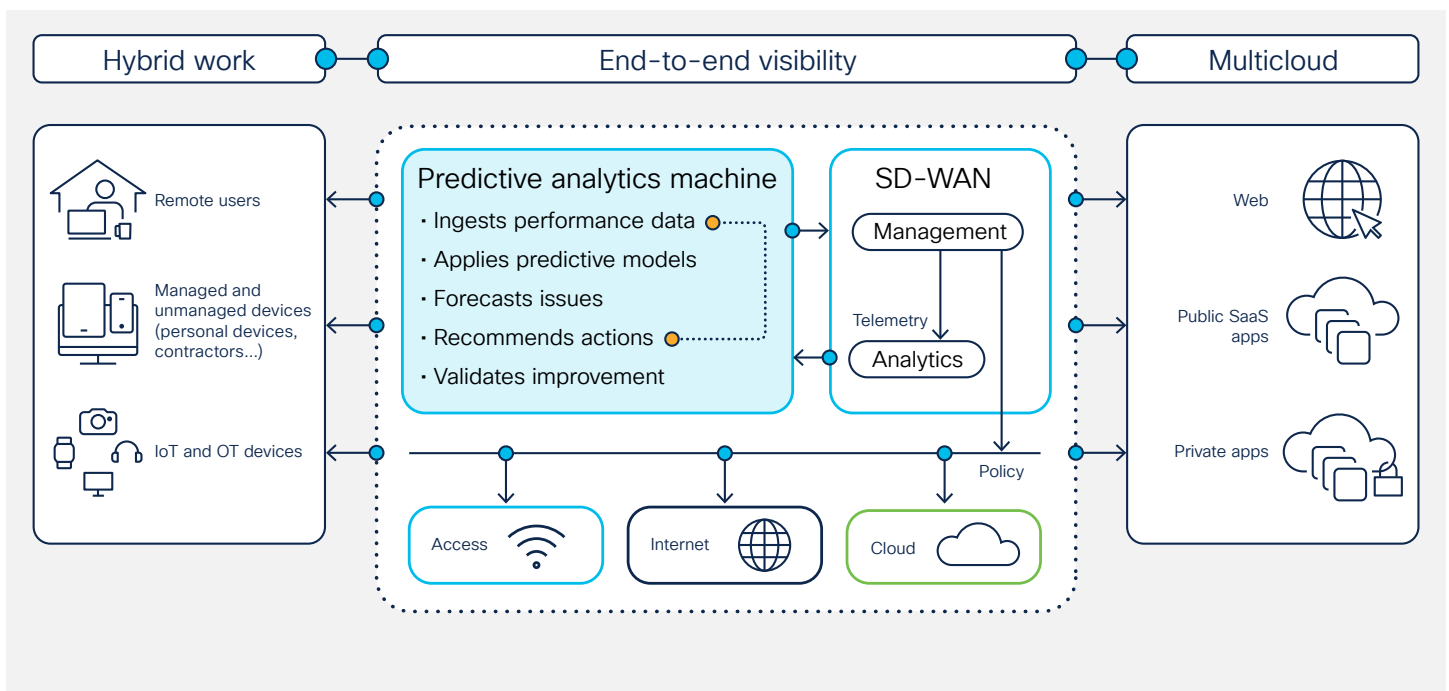 Hybrid work
End-to-end visibility
Multicloud
Remote users
Managed and
unmanaged devices
(personal devices,
contractors...)
IoT and OT devices
Predictive analytics machine
· Ingests performance data
· Applies predictive models
· Forecasts issues
· Recommends actions
· Validates improvement
SD-WAN
Management
Telemetry
Analytics
Policy
Access
Internet
Cloud
Web
Public SaaS
apps
Private apps